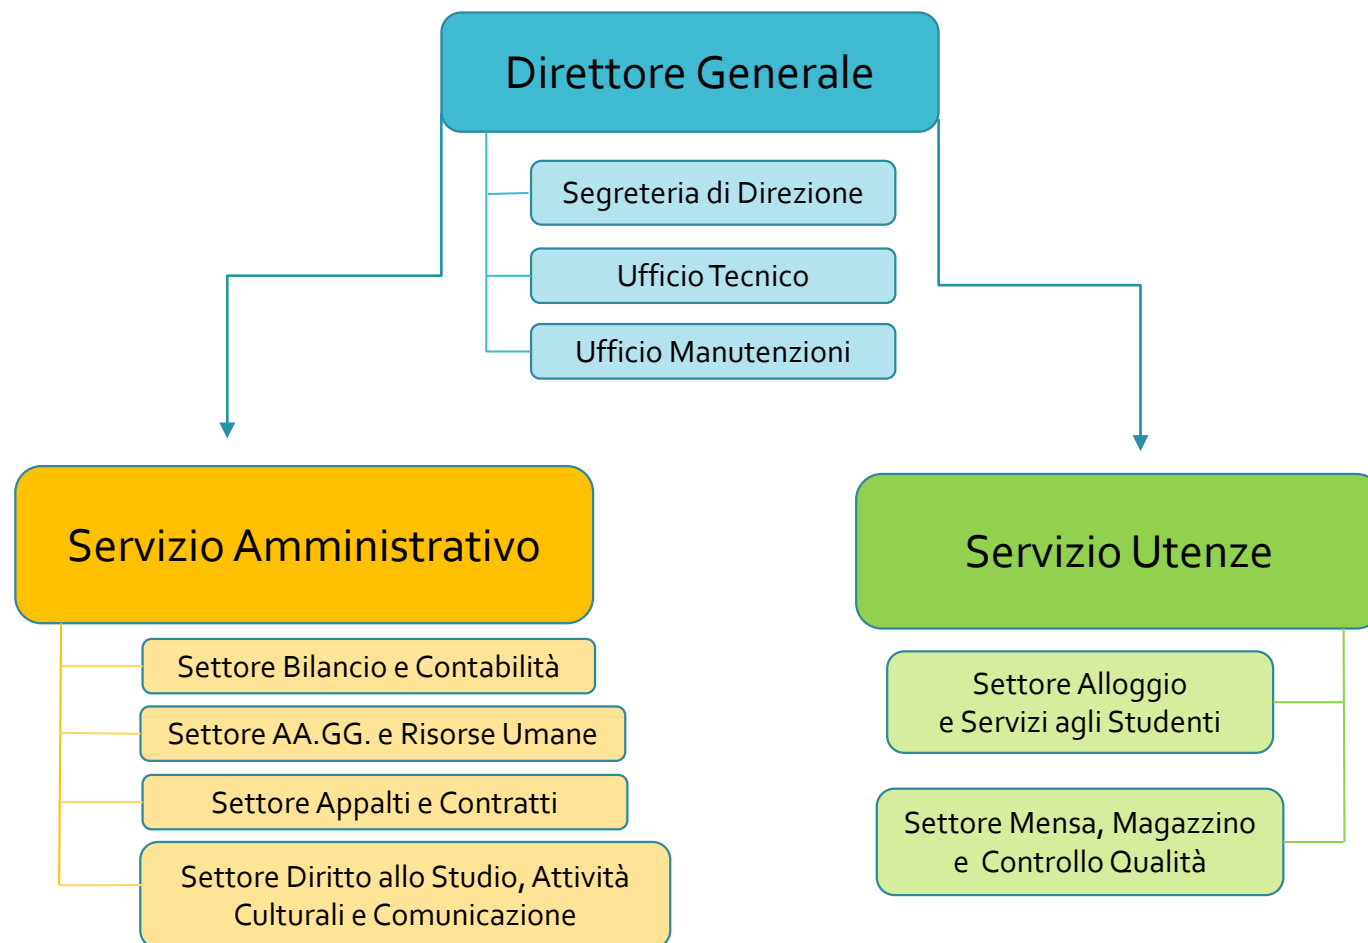 Direttore Generale
Segreteria di Direzione
Ufficio Tecnico
Ufficio Manutenzioni
Servizio Amministrativo
Settore Bilancio e Contabilità
Settore AA.GG. e Risorse Umane
Settore Appalti e Contratti
Settore Diritto allo Studio, Attività
Culturali e Comunicazione
Servizio Utenze
Settore Alloggio
e Servizi agli Studenti
Settore Mensa, Magazzino
e Controllo Qualità